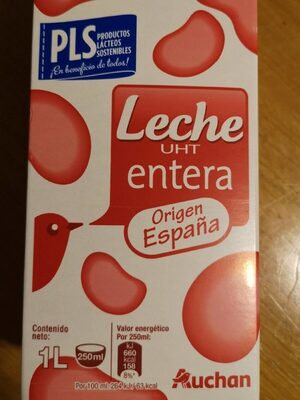 PLS PRODUCTOS
LÁCTEOS
SOSTENIBLES
¡En beneficio de todos!
Leche
UHT
entera
Origen
España
Contenido
neto:
1L
250ml
Valor energético
Por 250ml:
kJ
660
kcal
158
8%*
Por 100 ml: 264 kJ/ 63 kcal
Auchan